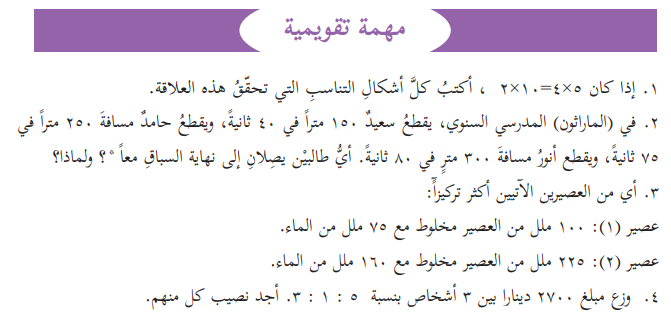 مهمة تقويمية
١. إذا كان ٥×٤=١٠×٢ ، أكتبُ كلَّ أشكالِ التناسبِ التي تحقّقُ هذه العلاقة.
٢. في (الماراثون) المدرسي السنوي، يقطعُ سعيدٌ ١٥٠ متراً في ٤٠ ثانيةً، ويقطعُ حامدٌ مسافةَ ٢٥٠ متراً في
٧٥ ثانيةً، ويقطع أنورُ مسافةَ ٣٠٠ مترٍ في ٨٠ ثانيةً. أيُّ طالبيْن يصِلانِ إلى نهاية السباقِ معاً *؟ ولماذا؟
٣. أي من العصيرين الآتيين أكثر تركيزاً:
عصير (١): ١٠٠ ملل من العصير مخلوط مع ٧٥ ملل من الماء.
عصير (٢): ٢٢٥ ملل من العصير مخلوط مع ١٦٠ ملل من الماء.
٤. وزع مبلغ ٢٧٠٠ دينارا بين ٣ أشخاص بنسبة ٥ : ١ : ٣. أجد نصيب كل منهم.